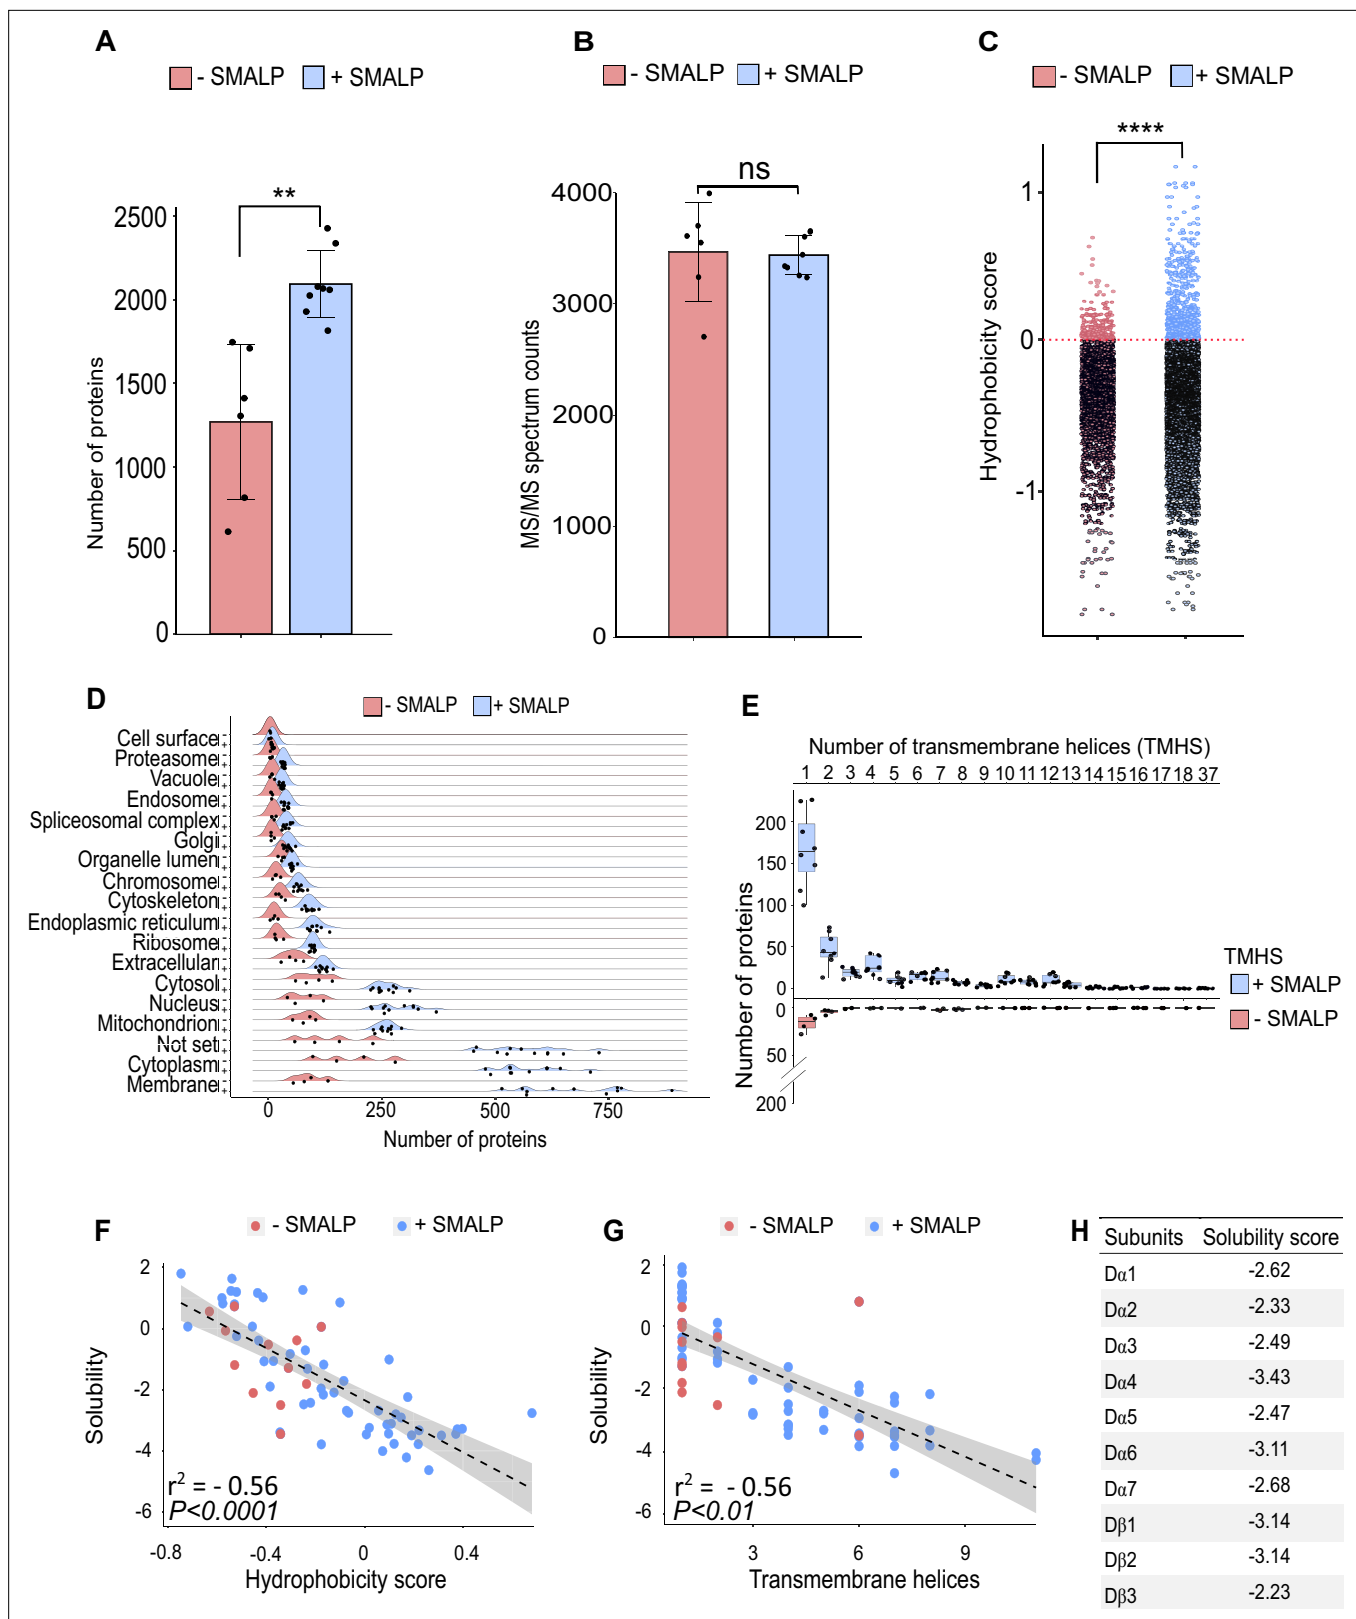 A
- SMALP + SMALP
**
Number of proteins
2500
2000
1500
1000
500
0
B
- SMALP + SMALP
ns
MS/MS spectrum counts
4000
3000
2000
1000
0
C
- SMALP + SMALP
****
Hydrophobicity score
1
0
-1
D
- SMALP + SMALP
Cell surface
Proteasome
Vacuole
Endosome
Spliceosomal complex
Golgi
Organelle lumen
Chromosome
Cytoskeleton
Endoplasmic reticulum
Ribosome
Extracellular
Cytosol
Nucleus
Mitochondrion
Not set
Cytoplasm
Membrane
0 250 500 750
Number of proteins
E
Number of transmembrane helices (TMHS)
1 2 3 4 5 6 7 8 9 10 11 12 13 14 15 16 17 18 37
Number of proteins
200
150
100
50
0
0
50
200
TMHS
+ SMALP
- SMALP
F
- SMALP + SMALP
Solubility
2
0
-2
-4
-6
r² = - 0.56
P<0.0001
-0.8 -0.4 0 0.4
Hydrophobicity score
G
- SMALP + SMALP
Solubility
2
0
-2
-4
-6
r² = - 0.56
P<0.01
3 6 9
Transmembrane helices
H
Subunits Solubility score
Dα1 -2.62
Dα2 -2.33
Dα3 -2.49
Dα4 -3.43
Dα5 -2.47
Dα6 -3.11
Dα7 -2.68
Dβ1 -3.14
Dβ2 -3.14
Dβ3 -2.23